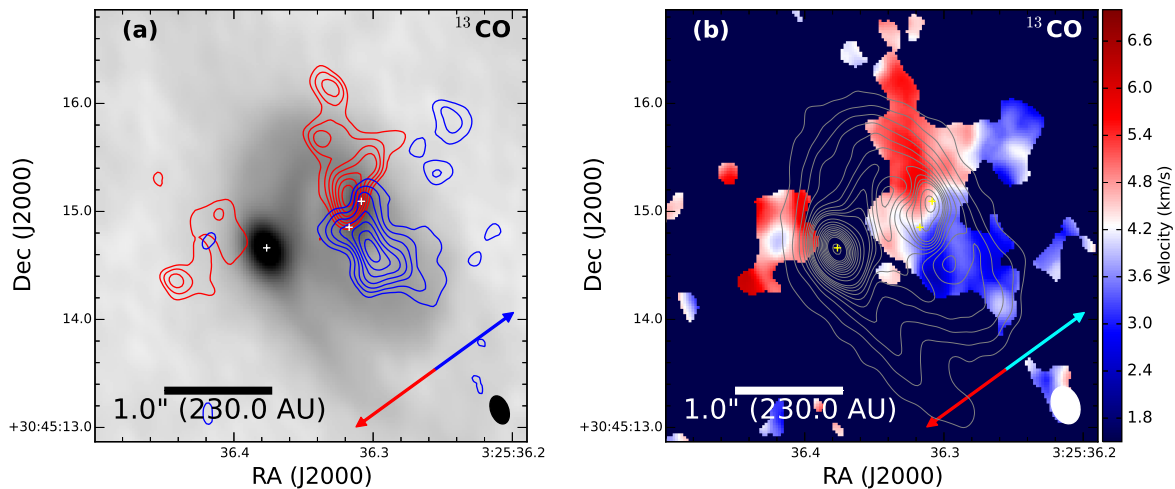 (a)
¹³CO
16.0
15.0
14.0
+30:45:13.0
Dec (J2000)
1.0" (230.0 AU)
36.4
36.3
3:25:36.2
RA (J2000)
(b)
¹³CO
16.0
15.0
14.0
+30:45:13.0
Dec (J2000)
1.0" (230.0 AU)
36.4
36.3
3:25:36.2
RA (J2000)
6.6
6.0
5.4
4.8
4.2
3.6
3.0
2.4
1.8
Velocity (km/s)